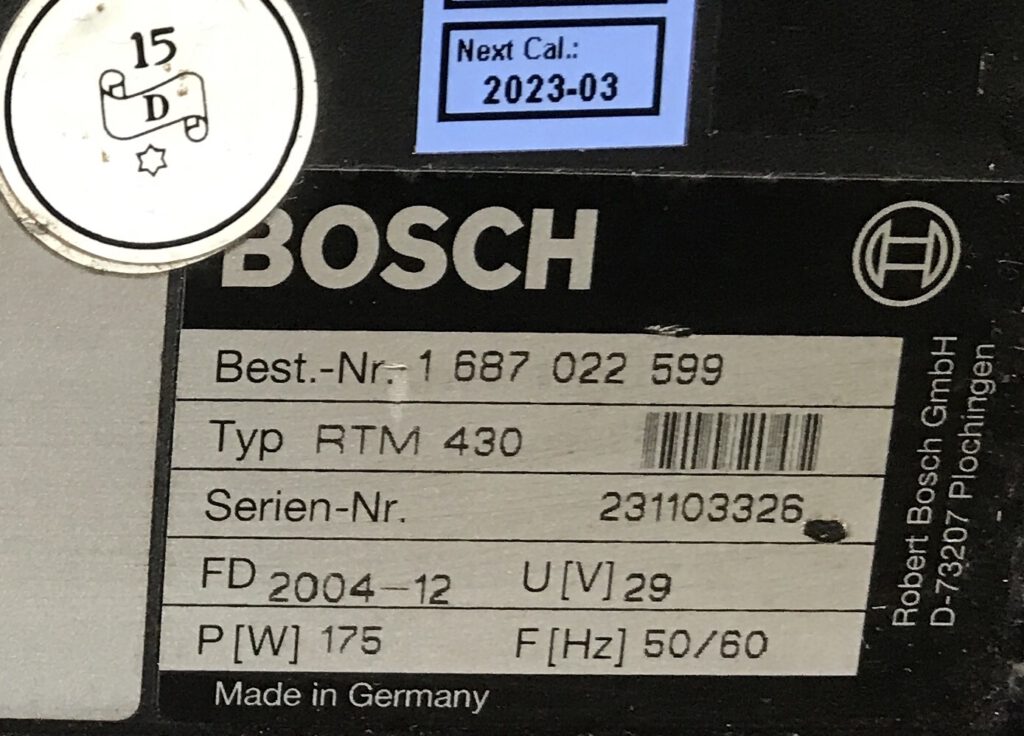 15
D
Next Cal.:
2023-03
BOSCH
Best.-Nr. 1 687 022 599
Typ RTM 430
Serien-Nr. 231103326
FD 2004-12 U [V] 29
P [W] 175 F [Hz] 50/60
Made in Germany
Robert Bosch GmbH
D-73207 Plochingen